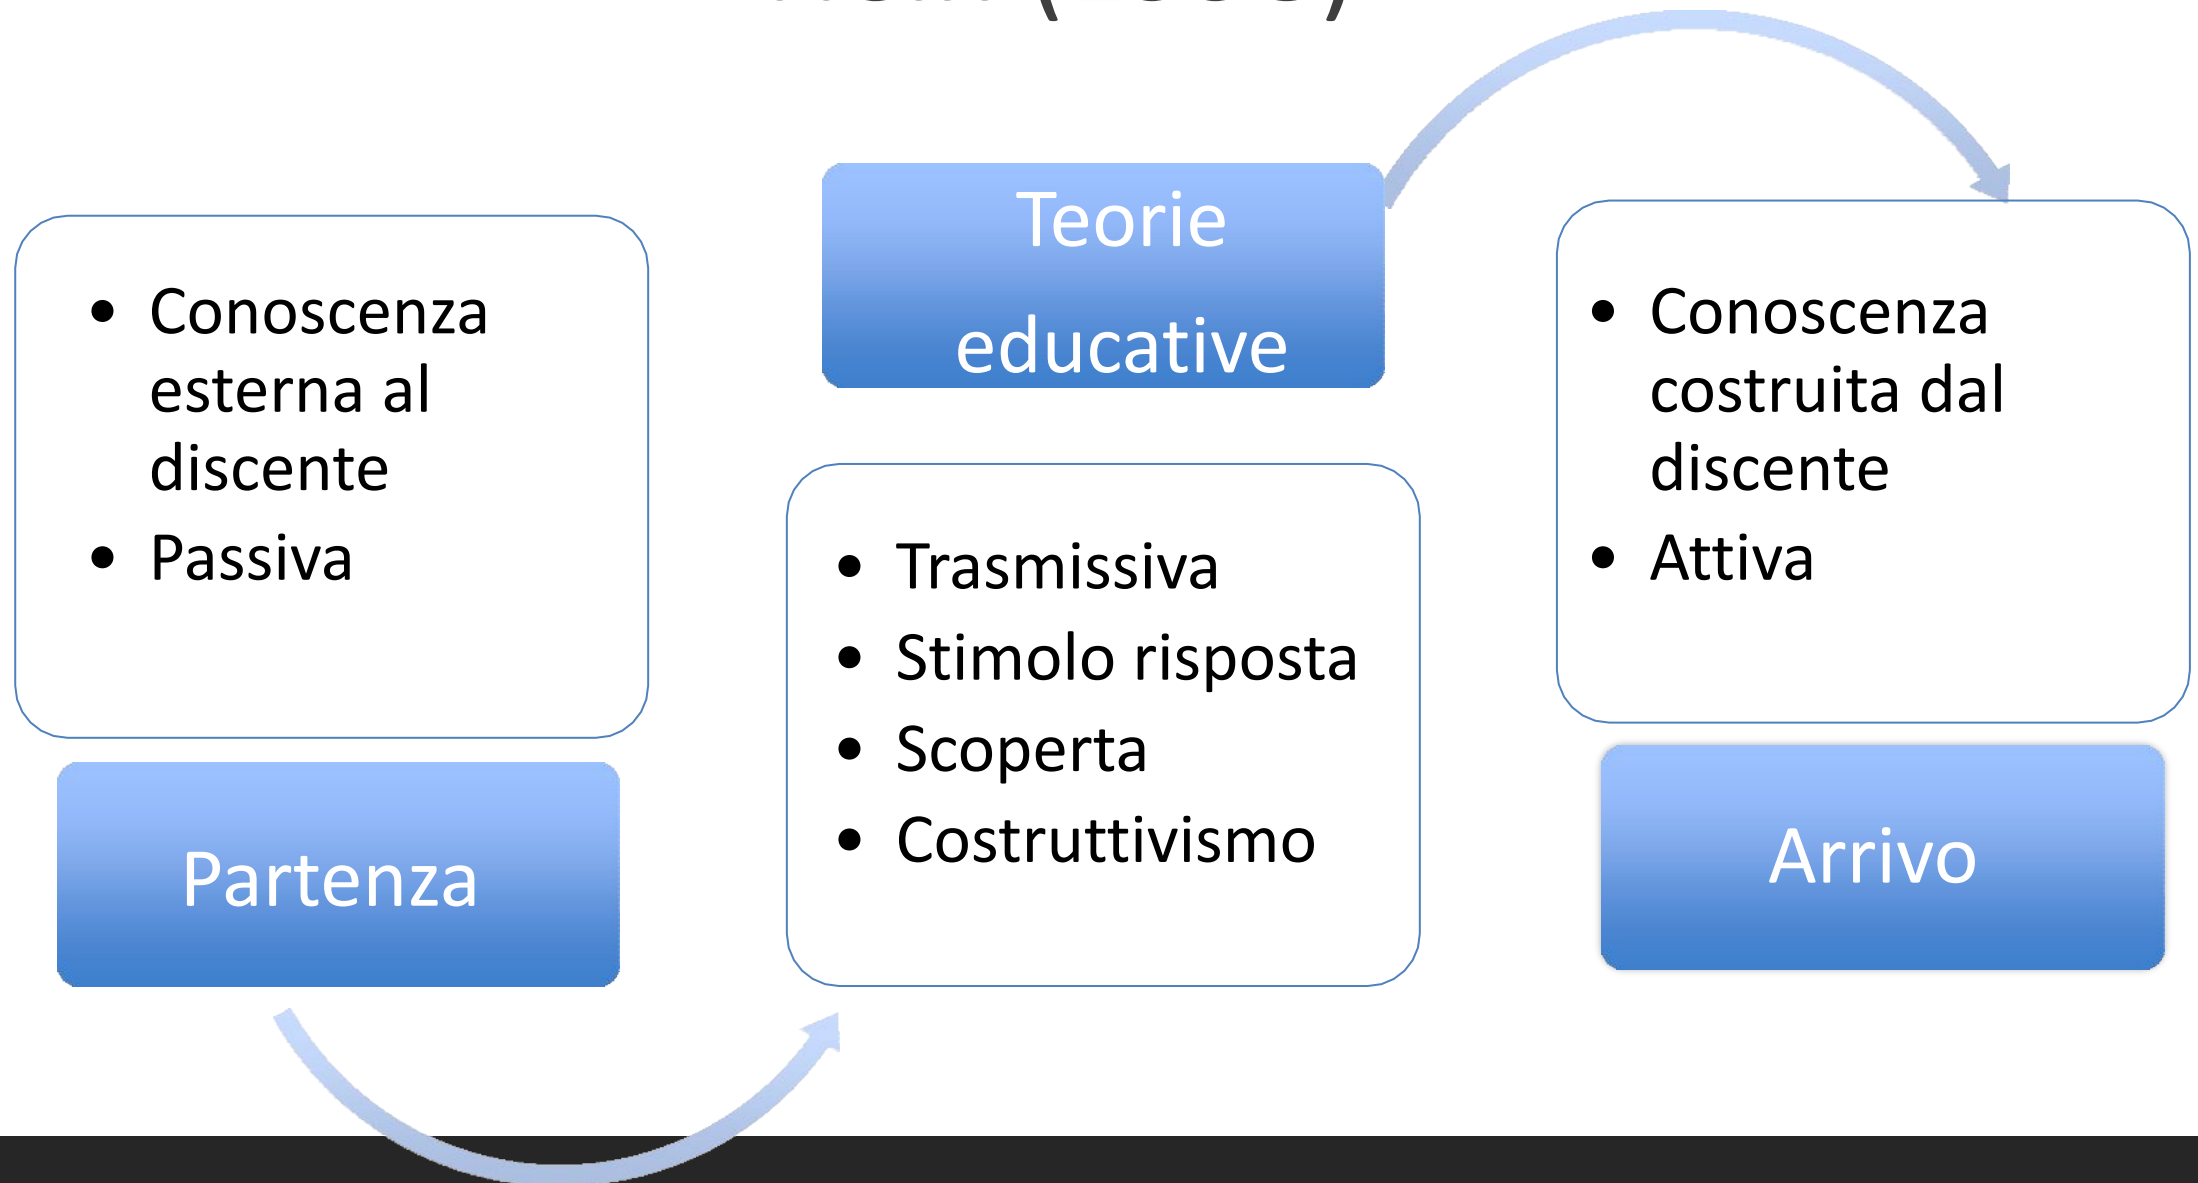 • Conoscenza
esterna al
discente
• Passiva
Partenza
Teorie
educative
• Trasmissiva
• Stimolo risposta
• Scoperta
• Costruttivismo
• Conoscenza
costruita dal
discente
• Attiva
Arrivo